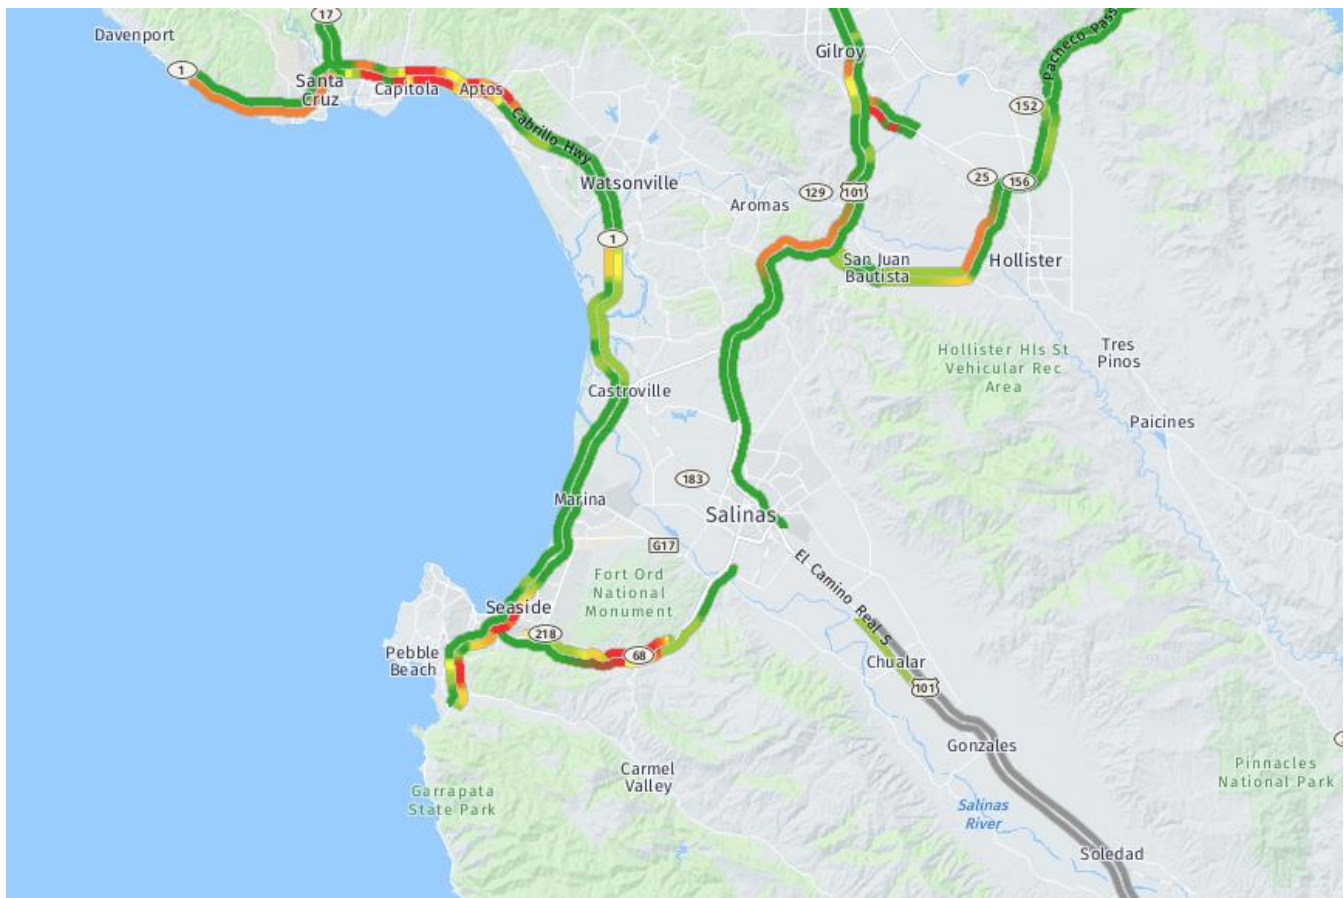 17
Davenport
1
Santa
Cruz
Capitola
Aptos
Cabrillo Hwy
Gilroy
Pacheco Pass
152
Watsonville
129
101
25
156
Aromas
1
San Juan
Bautista
Hollister
Hollister Hls St
Vehicular Rec
Area
Tres
Pinos
Castroville
Paicines
183
Marina
Salinas
G17
El Camino Real S
Fort Ord
National
Monument
Seaside
218
68
Pebble
Beach
Chualar
101
Gonzales
Carmel
Valley
Pinnacles
National Park
Garrapata
State Park
Salinas
River
Soledad